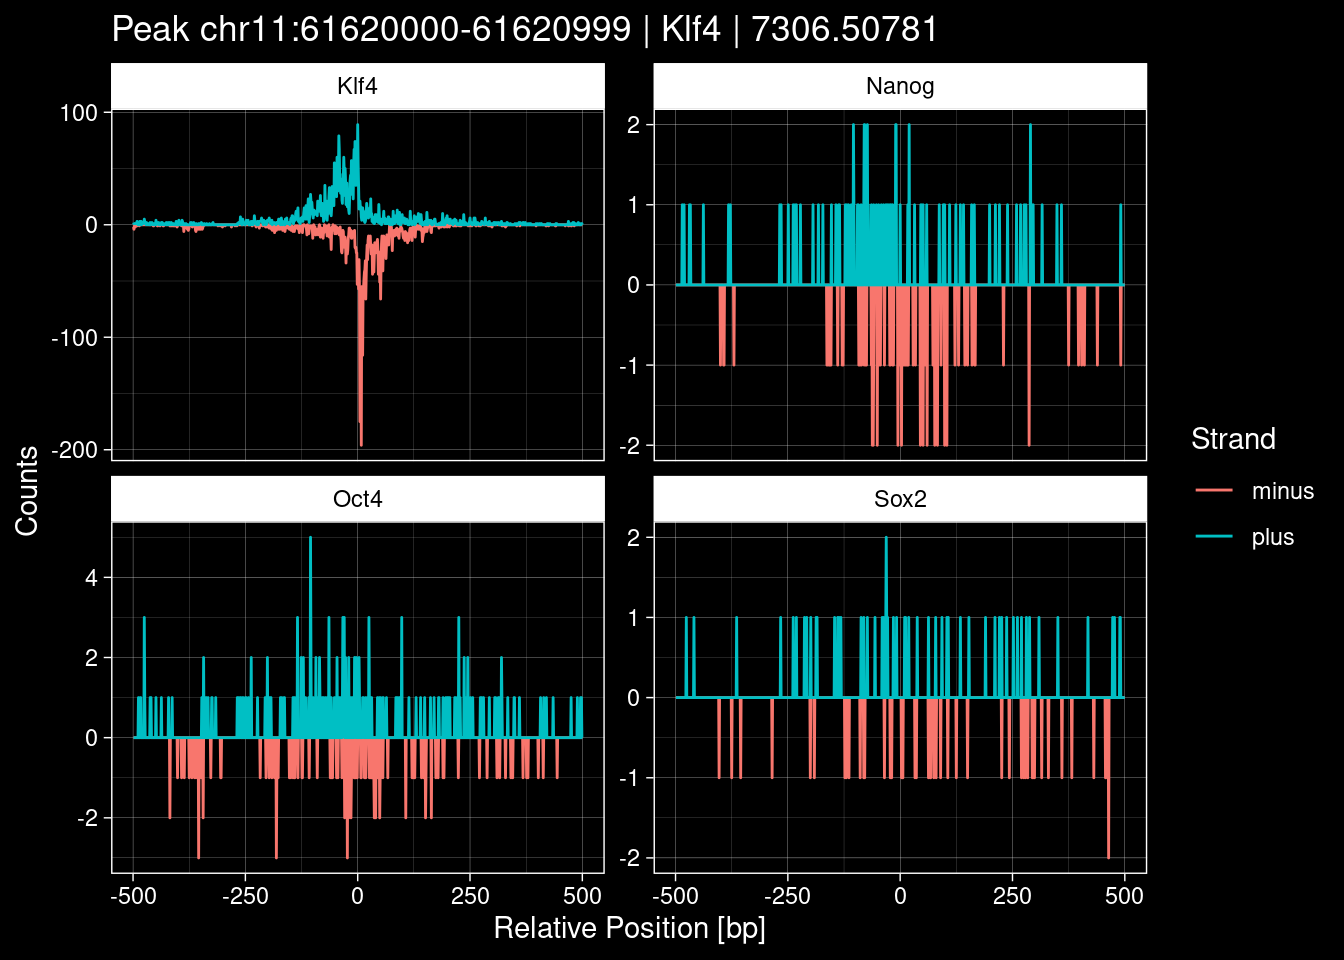 Peak chr11:61620000-61620999 | Klf4 | 7306.50781
Klf4
Nanog
100
0
-100
-200
2
1
0
-1
-2
Counts
Oct4
Sox2
4
2
0
-2
2
1
0
-1
-2
-500 -250 0 250 500
-500 -250 0 250 500
Relative Position [bp]
Strand
minus
plus